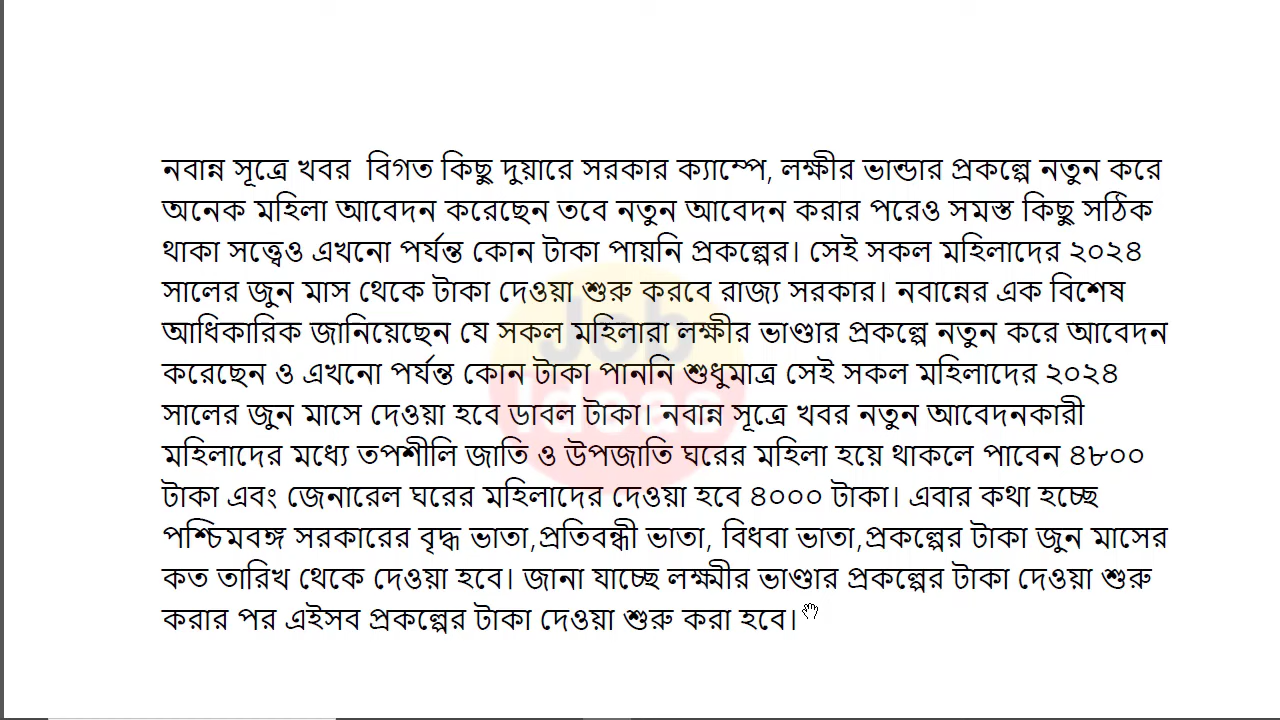 নবান্ন সূত্রে খবর  বিগত কিছু দুয়ারে সরকার ক্যাম্পে, লক্ষীর ভান্ডার প্রকল্পে নতুন করে
অনেক মহিলা আবেদন করেছেন তবে নতুন আবেদন করার পরেও সমস্ত কিছু সঠিক
থাকা সত্ত্বেও এখনো পর্যন্ত কোন টাকা পায়নি প্রকল্পের। সেই সকল মহিলাদের ২০২৪
সালের জুন মাস থেকে টাকা দেওয়া শুরু করবে রাজ্য সরকার। নবান্নের এক বিশেষ
আধিকারিক জানিয়েছেন যে সকল মহিলারা লক্ষীর ভাণ্ডার প্রকল্পে নতুন করে আবেদন
করেছেন ও এখনো পর্যন্ত কোন টাকা পাননি শুধুমাত্র সেই সকল মহিলাদের ২০২৪
সালের জুন মাসে দেওয়া হবে ডাবল টাকা। নবান্ন সূত্রে খবর নতুন আবেদনকারী
মহিলাদের মধ্যে তপশীলি জাতি ও উপজাতি ঘরের মহিলা হয়ে থাকলে পাবেন ৪৮০০
টাকা এবং জেনারেল ঘরের মহিলাদের দেওয়া হবে ৪০০০ টাকা। এবার কথা হচ্ছে
পশ্চিমবঙ্গ সরকারের বৃদ্ধ ভাতা,প্রতিবন্ধী ভাতা, বিধবা ভাতা,প্রকল্পের টাকা জুন মাসের
কত তারিখ থেকে দেওয়া হবে। জানা যাচ্ছে লক্ষ্মীর ভাণ্ডার প্রকল্পের টাকা দেওয়া শুরু
করার পর এইসব প্রকল্পের টাকা দেওয়া শুরু করা হবে।
Job
Ideas